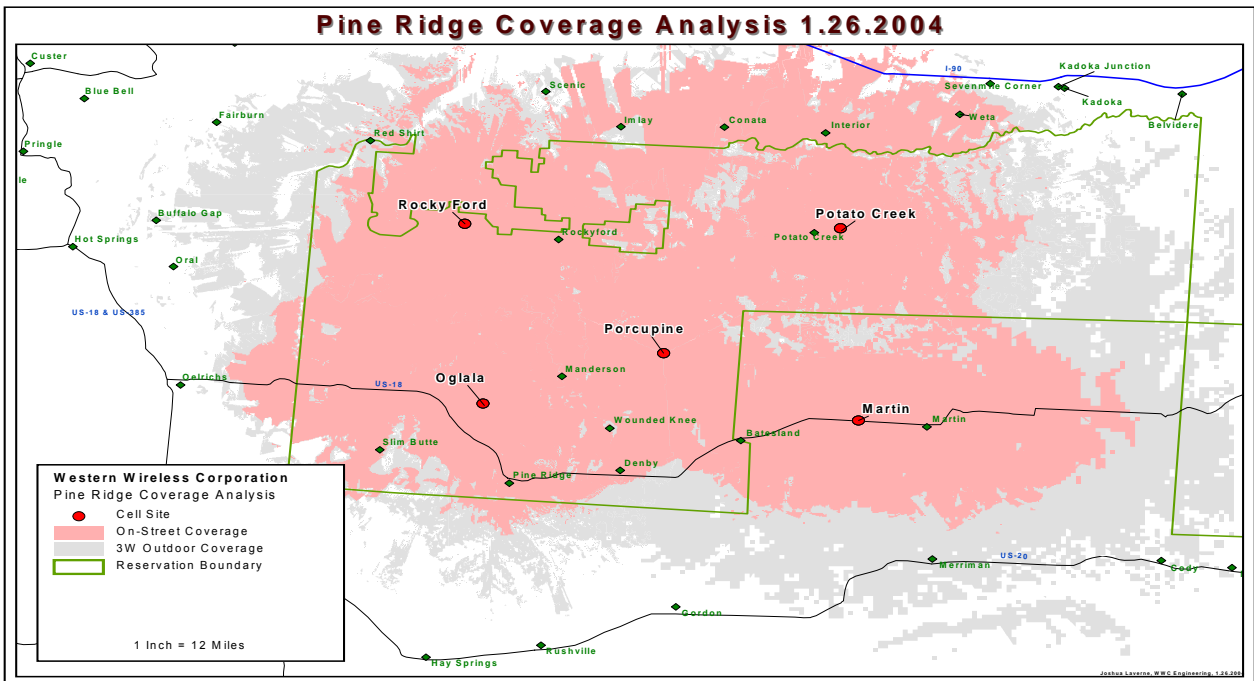 Pine Ridge Coverage Analysis 1.26.2004
Custer
Blue Bell
Fairburn
Pringle
le
Red Shirt
Scenic
Imlay
Conata
Interior
I-90
Sevenmile Corner
Kadoka Junction
Kadoka
Weta
Belvidere
Rocky Ford
Potato Creek
Buffalo Gap
Rockyford
Potato Creek
Hot Springs
Oral
US-18 & US-385
Porcupine
Oelrichs
US-18
Oglala
Manderson
Martin
Wounded Knee
Batesland
Martin
Slim Butte
Denby
Pine Ridge
Western Wireless Corporation
Pine Ridge Coverage Analysis
Cell Site
On-Street Coverage
3W Outdoor Coverage
Reservation Boundary
1 Inch = 12 Miles
US-20
Merriman
Cody
Gordon
Rushville
Hay Springs
Joshua Laverne, WWC Engineering, 1.26.2004